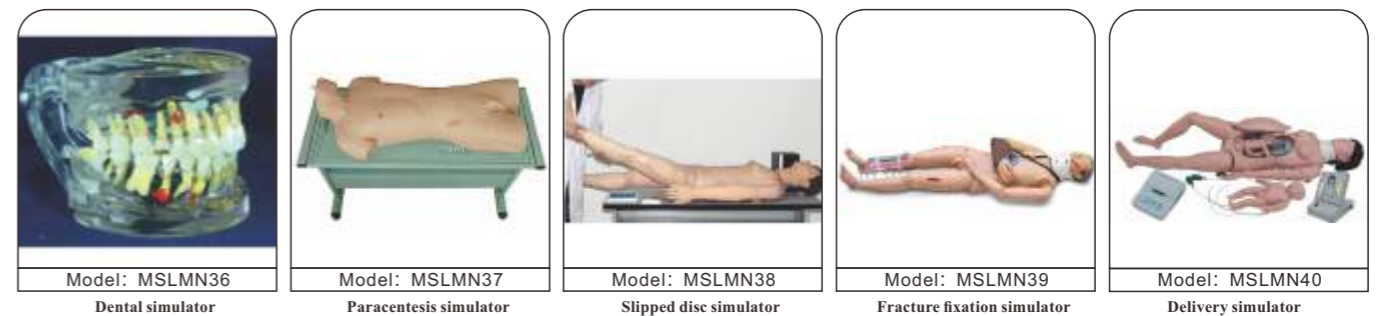 Model: MSLMN36
Dental simulator
Model: MSLMN37
Paracentesis simulator
Model: MSLMN38
Slipped disc simulator
Model: MSLMN39
Fracture fixation simulator
Model: MSLMN40
Delivery simulator